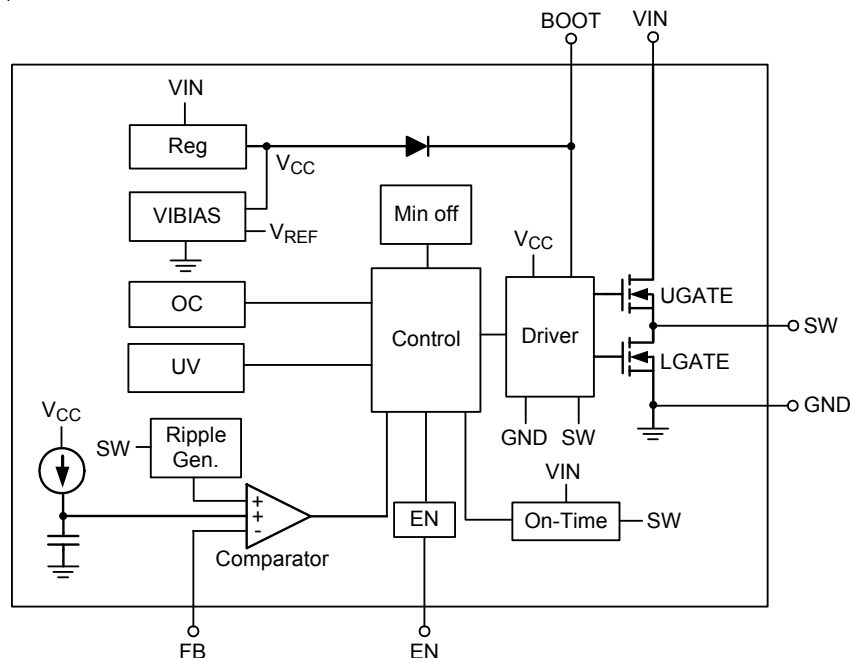 BOOT VIN
VIN
Reg
VCC
VIBIAS
VREF
Min off
VCC
OC
Control
Driver
UGATE
SW
UV
LGATE
VCC
GND SW
GND
SW
Ripple
Gen.
VIN
+
+
-
EN
On-Time
SW
Comparator
FB
EN